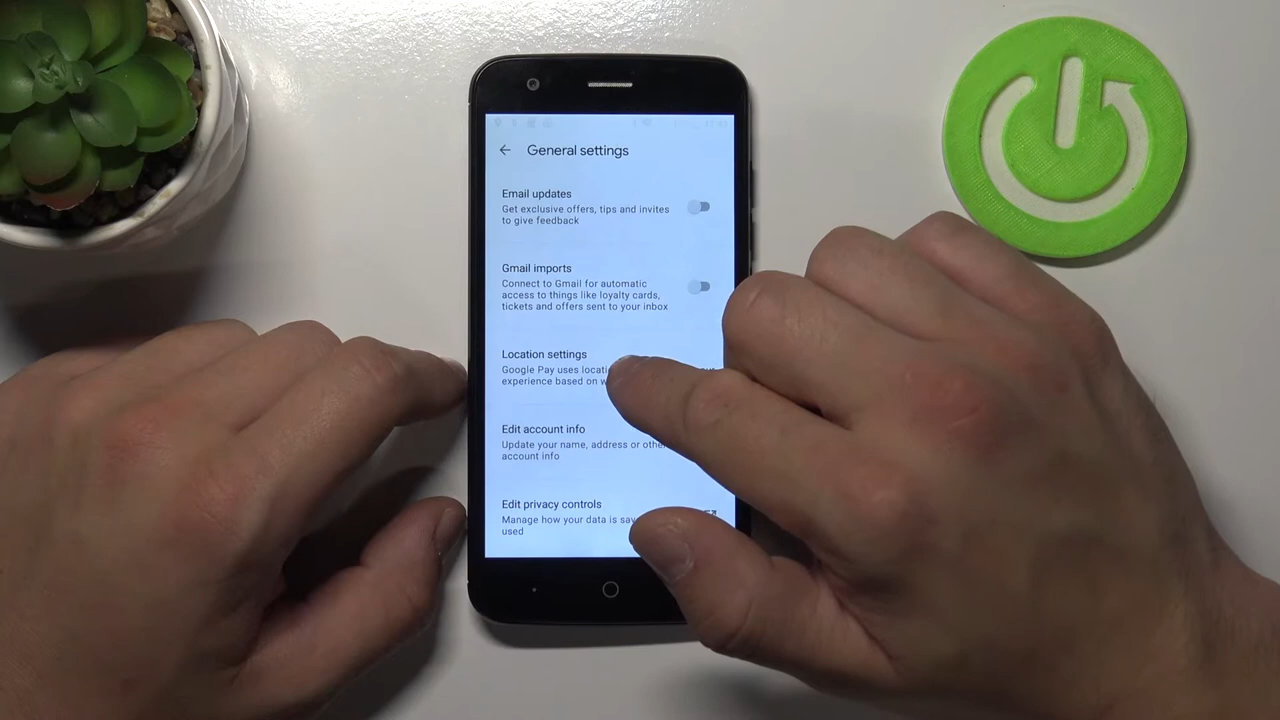 General settings
Email updates
Get exclusive offers, tips and invites
to give feedback
Gmail imports
Connect to Gmail for automatic
access to things like loyalty cards,
tickets and offers sent to your inbox
Location settings
Google Pay uses
experience based on
Edit account info
Update your name, address or other
account info
Edit privacy controls
Manage how your data is
used